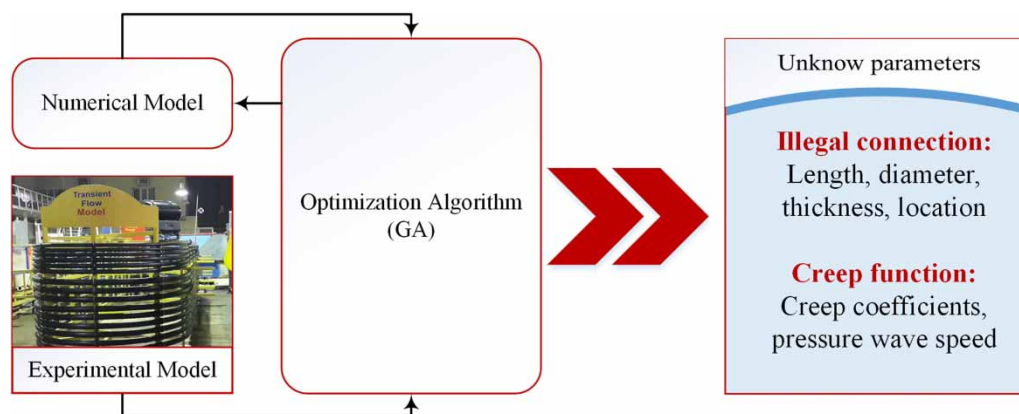 Numerical Model
Transient
Flow
Model
Experimental Model
Optimization Algorithm
(GA)
Unknow parameters
Illegal connection:
Length, diameter,
thickness, location
Creep function:
Creep coefficients,
pressure wave speed